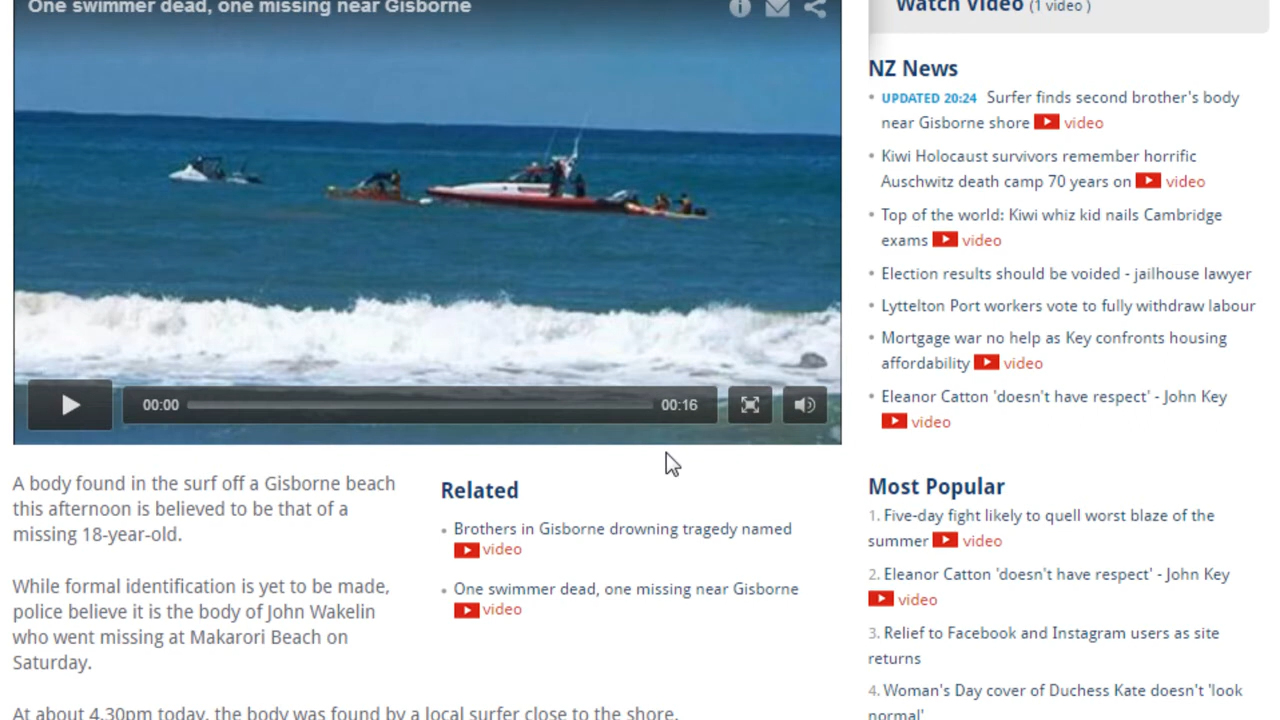 One swimmer dead, one missing near Gisborne
00:00
00:16
A body found in the surf off a Gisborne beach
this afternoon is believed to be that of a
missing 18-year-old.
While formal identification is yet to be made,
police believe it is the body of John Wakelin
who went missing at Makarori Beach on
Saturday.
At about 4.30pm today, the body was found by a local surfer close to the shore.
Related
Brothers in Gisborne drowning tragedy named
video
One swimmer dead, one missing near Gisborne
video
Watch Video (1 video )
NZ News
UPDATED 20:24 Surfer finds second brother's body
near Gisborne shore video
Kiwi Holocaust survivors remember horrific
Auschwitz death camp 70 years on video
Top of the world: Kiwi whiz kid nails Cambridge
exams video
Election results should be voided - jailhouse lawyer
Lyttelton Port workers vote to fully withdraw labour
Mortgage war no help as Key confronts housing
affordability video
Eleanor Catton 'doesn't have respect' - John Key
video
Most Popular
1. Five-day fight likely to quell worst blaze of the
summer video
2. Eleanor Catton 'doesn't have respect' - John Key
video
3. Relief to Facebook and Instagram users as site
returns
4. Woman's Day cover of Duchess Kate doesn't 'look
normal'